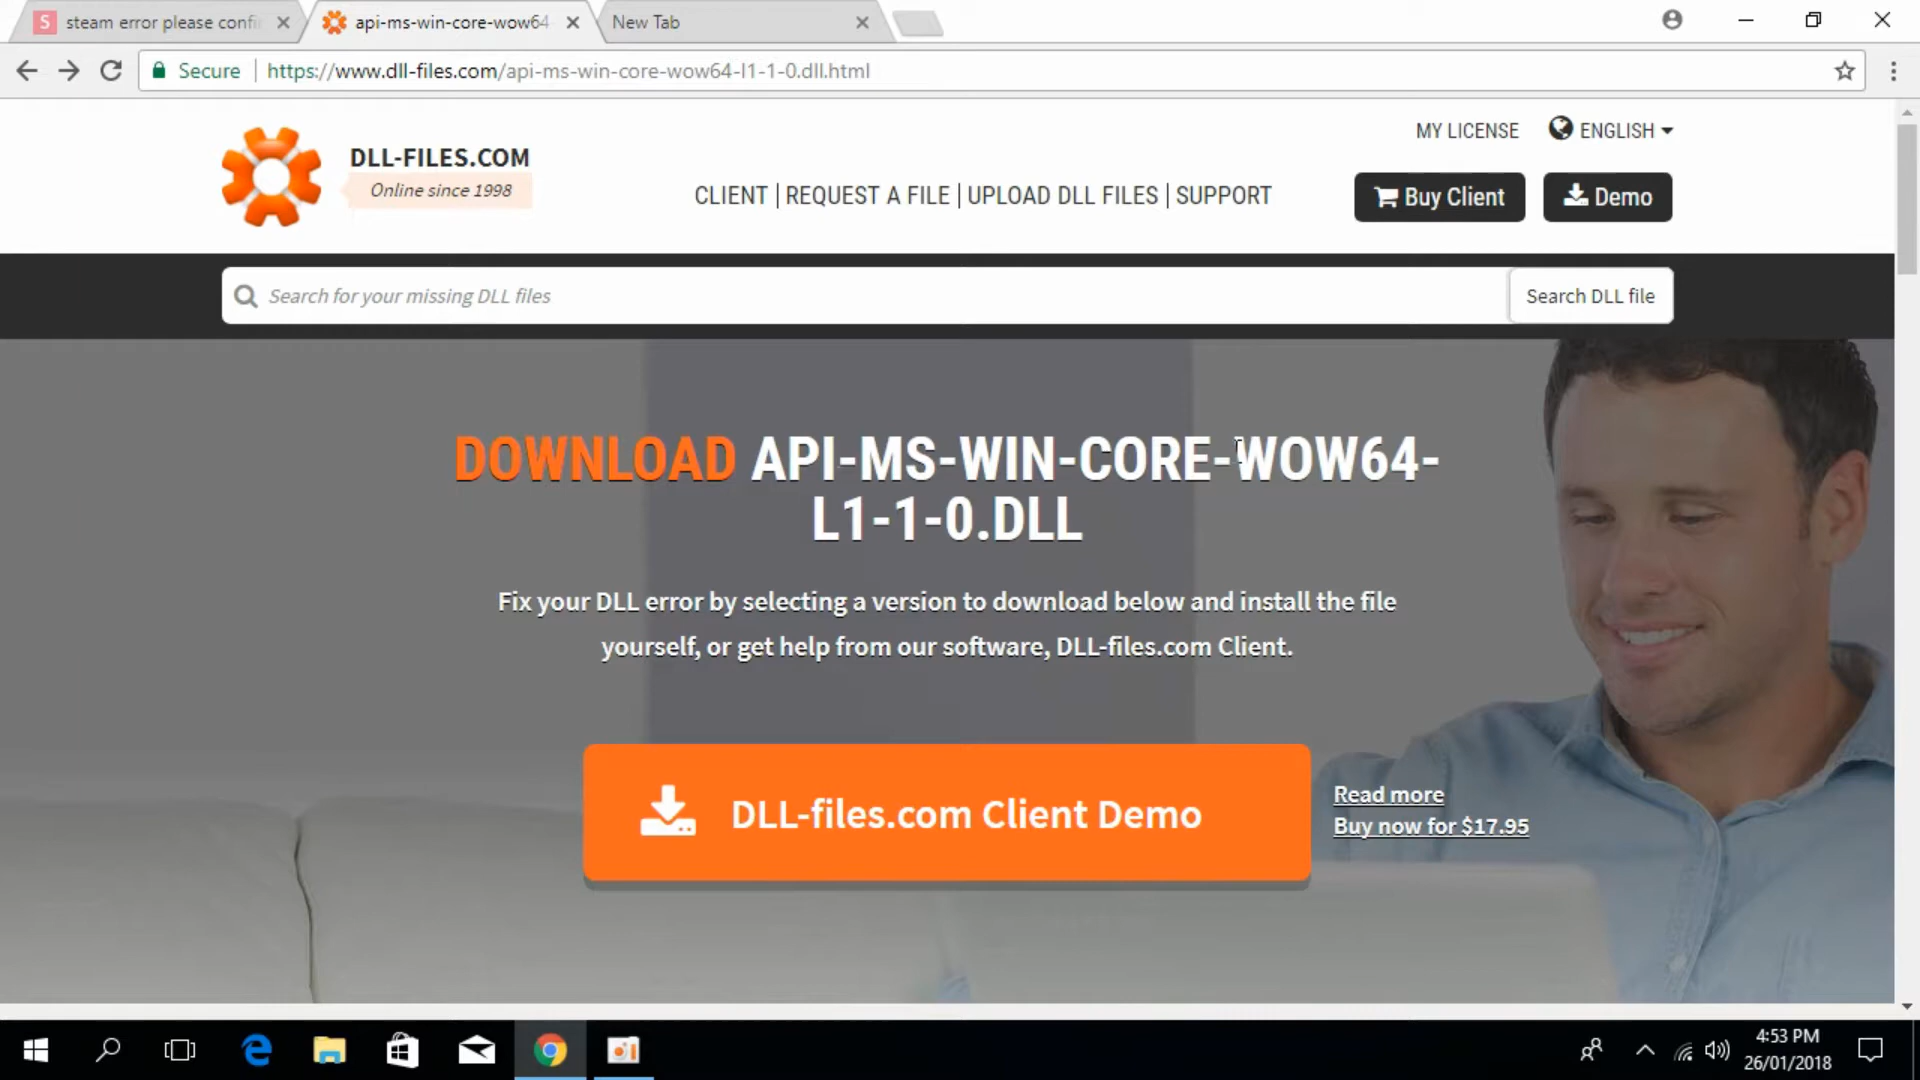 S steam error please confi
api-ms-win-core-wow64
New Tab
Secure
https://www.dll-files.com/api-ms-win-core-wow64-l1-1-0.dll.html
DLL-FILES.COM
Online since 1998
MY LICENSE
ENGLISH
CLIENT | REQUEST A FILE | UPLOAD DLL FILES | SUPPORT
Buy Client
Demo
Search for your missing DLL files
Search DLL file
DOWNLOAD API-MS-WIN-CORE-WOW64-
L1-1-0.DLL
Fix your DLL error by selecting a version to download below and install the file
yourself, or get help from our software, DLL-files.com Client.
DLL-files.com Client Demo
Read more
Buy now for $17.95
4:53 PM
26/01/2018